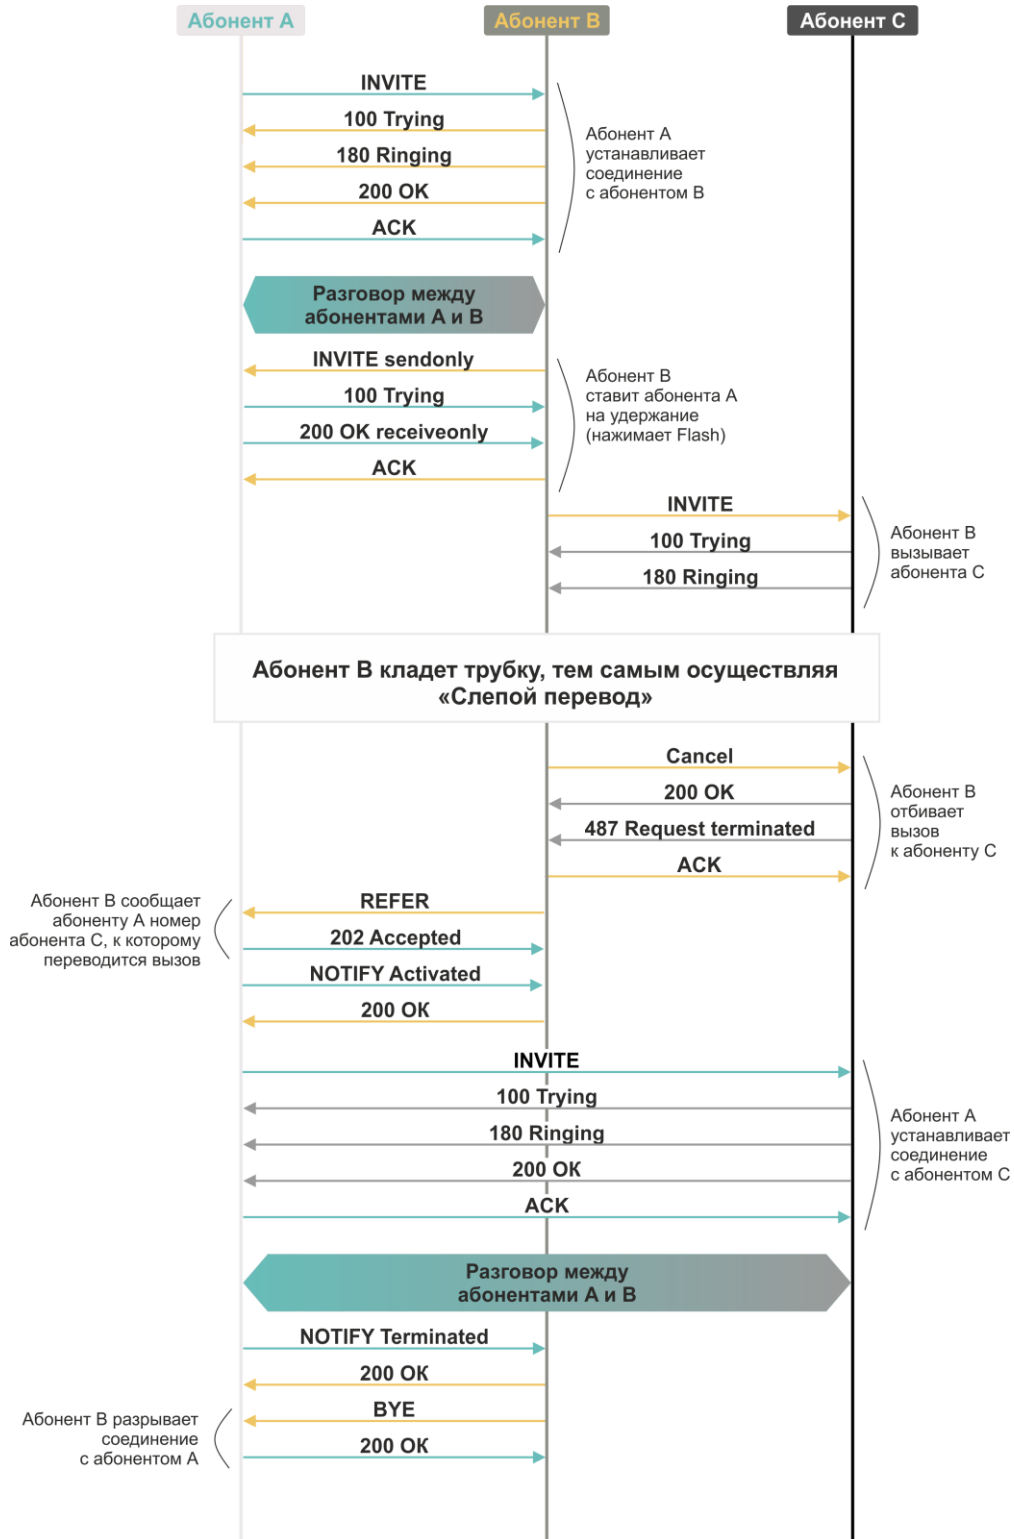 Абонент А
Абонент В
Абонент С
INVITE
100 Trying
180 Ringing
200 OK
ACK
Абонент А
устанавливает
соединение
с абонентом В
Разговор между
абонентами А и В
INVITE sendonly
100 Trying
200 OK receiveonly
ACK
Абонент В
ставит абонента А
на удержание
(нажимает Flash)
INVITE
100 Trying
180 Ringing
Абонент В
вызывает
абонента С
Абонент В кладет трубку, тем самым осуществляя
«Слепой перевод»
Cancel
200 OK
487 Request terminated
ACK
Абонент В
отбивает
вызов
к абоненту С
Абонент В сообщает
абоненту А номер
абонента С, к которому
переводится вызов
REFER
202 Accepted
NOTIFY Activated
200 OK
INVITE
100 Trying
180 Ringing
200 OK
ACK
Абонент А
устанавливает
соединение
с абонентом С
Разговор между
абонентами А и В
NOTIFY Terminated
200 OK
BYE
200 OK
Абонент В разрывает
соединение
с абонентом А